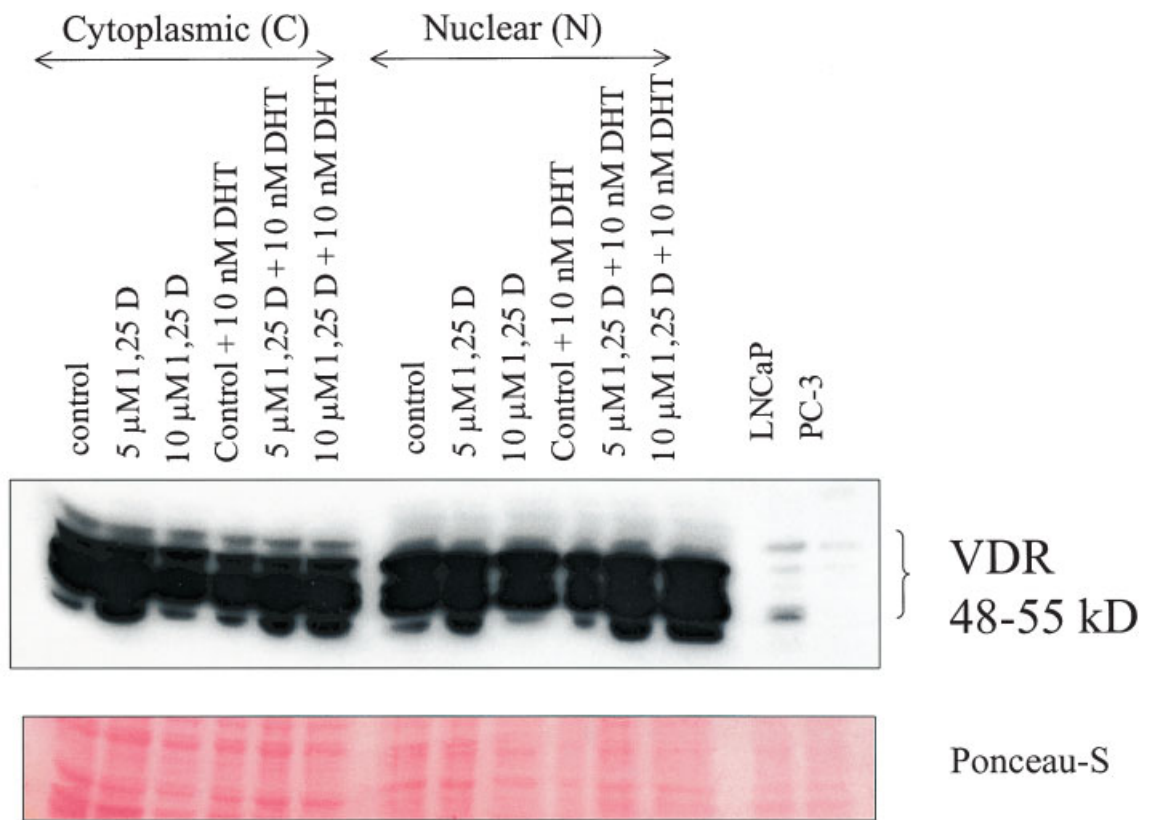 Cytoplasmic (C)
Nuclear (N)
control
5 μM 1,25 D
10 μM 1,25 D
Control + 10 nM DHT
5 μM 1,25 D + 10 nM DHT
10 μM 1,25 D + 10 nM DHT
control
5 μM 1,25 D
10 μM 1,25 D
Control + 10 nM DHT
5 μM 1,25 D + 10 nM DHT
10 μM 1,25 D + 10 nM DHT
LNCaP
PC-3
VDR
48-55 kD
Ponceau-S